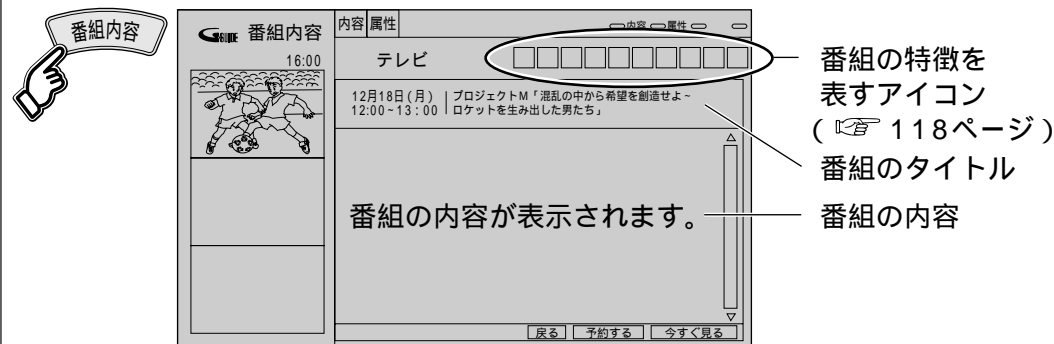 番組内容
G-GUIDE 番組内容
16:00
内容 属性
内容 属性
テレビ
12月18日(月) プロジェクトM「混乱の中から希望を創造せよ~
12:00~13:00 ロケットを生み出した男たち」
番組の内容が表示されます。
戻る 予約する 今すぐ見る
番組の特徴を
表すアイコン
(☞ 118ページ)
番組のタイトル
番組の内容